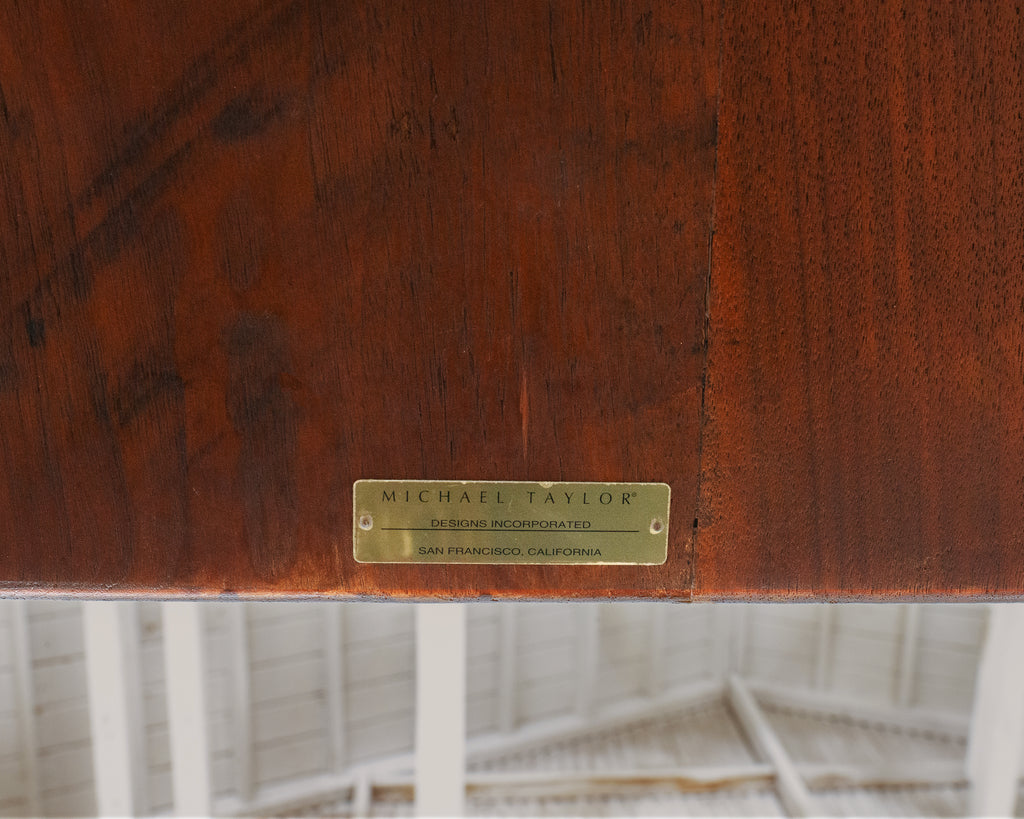 MICHAEL TAYLOR®
DESIGNS INCORPORATED
SAN FRANCISCO, CALIFORNIA